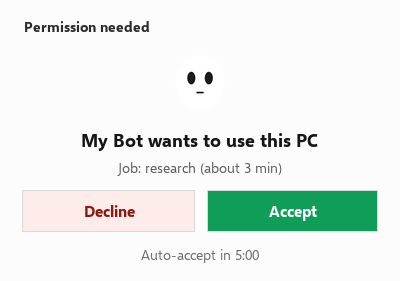 Permission needed
My Bot wants to use this PC
Job: research (about 3 min)
Decline
Accept
Auto-accept in 5:00